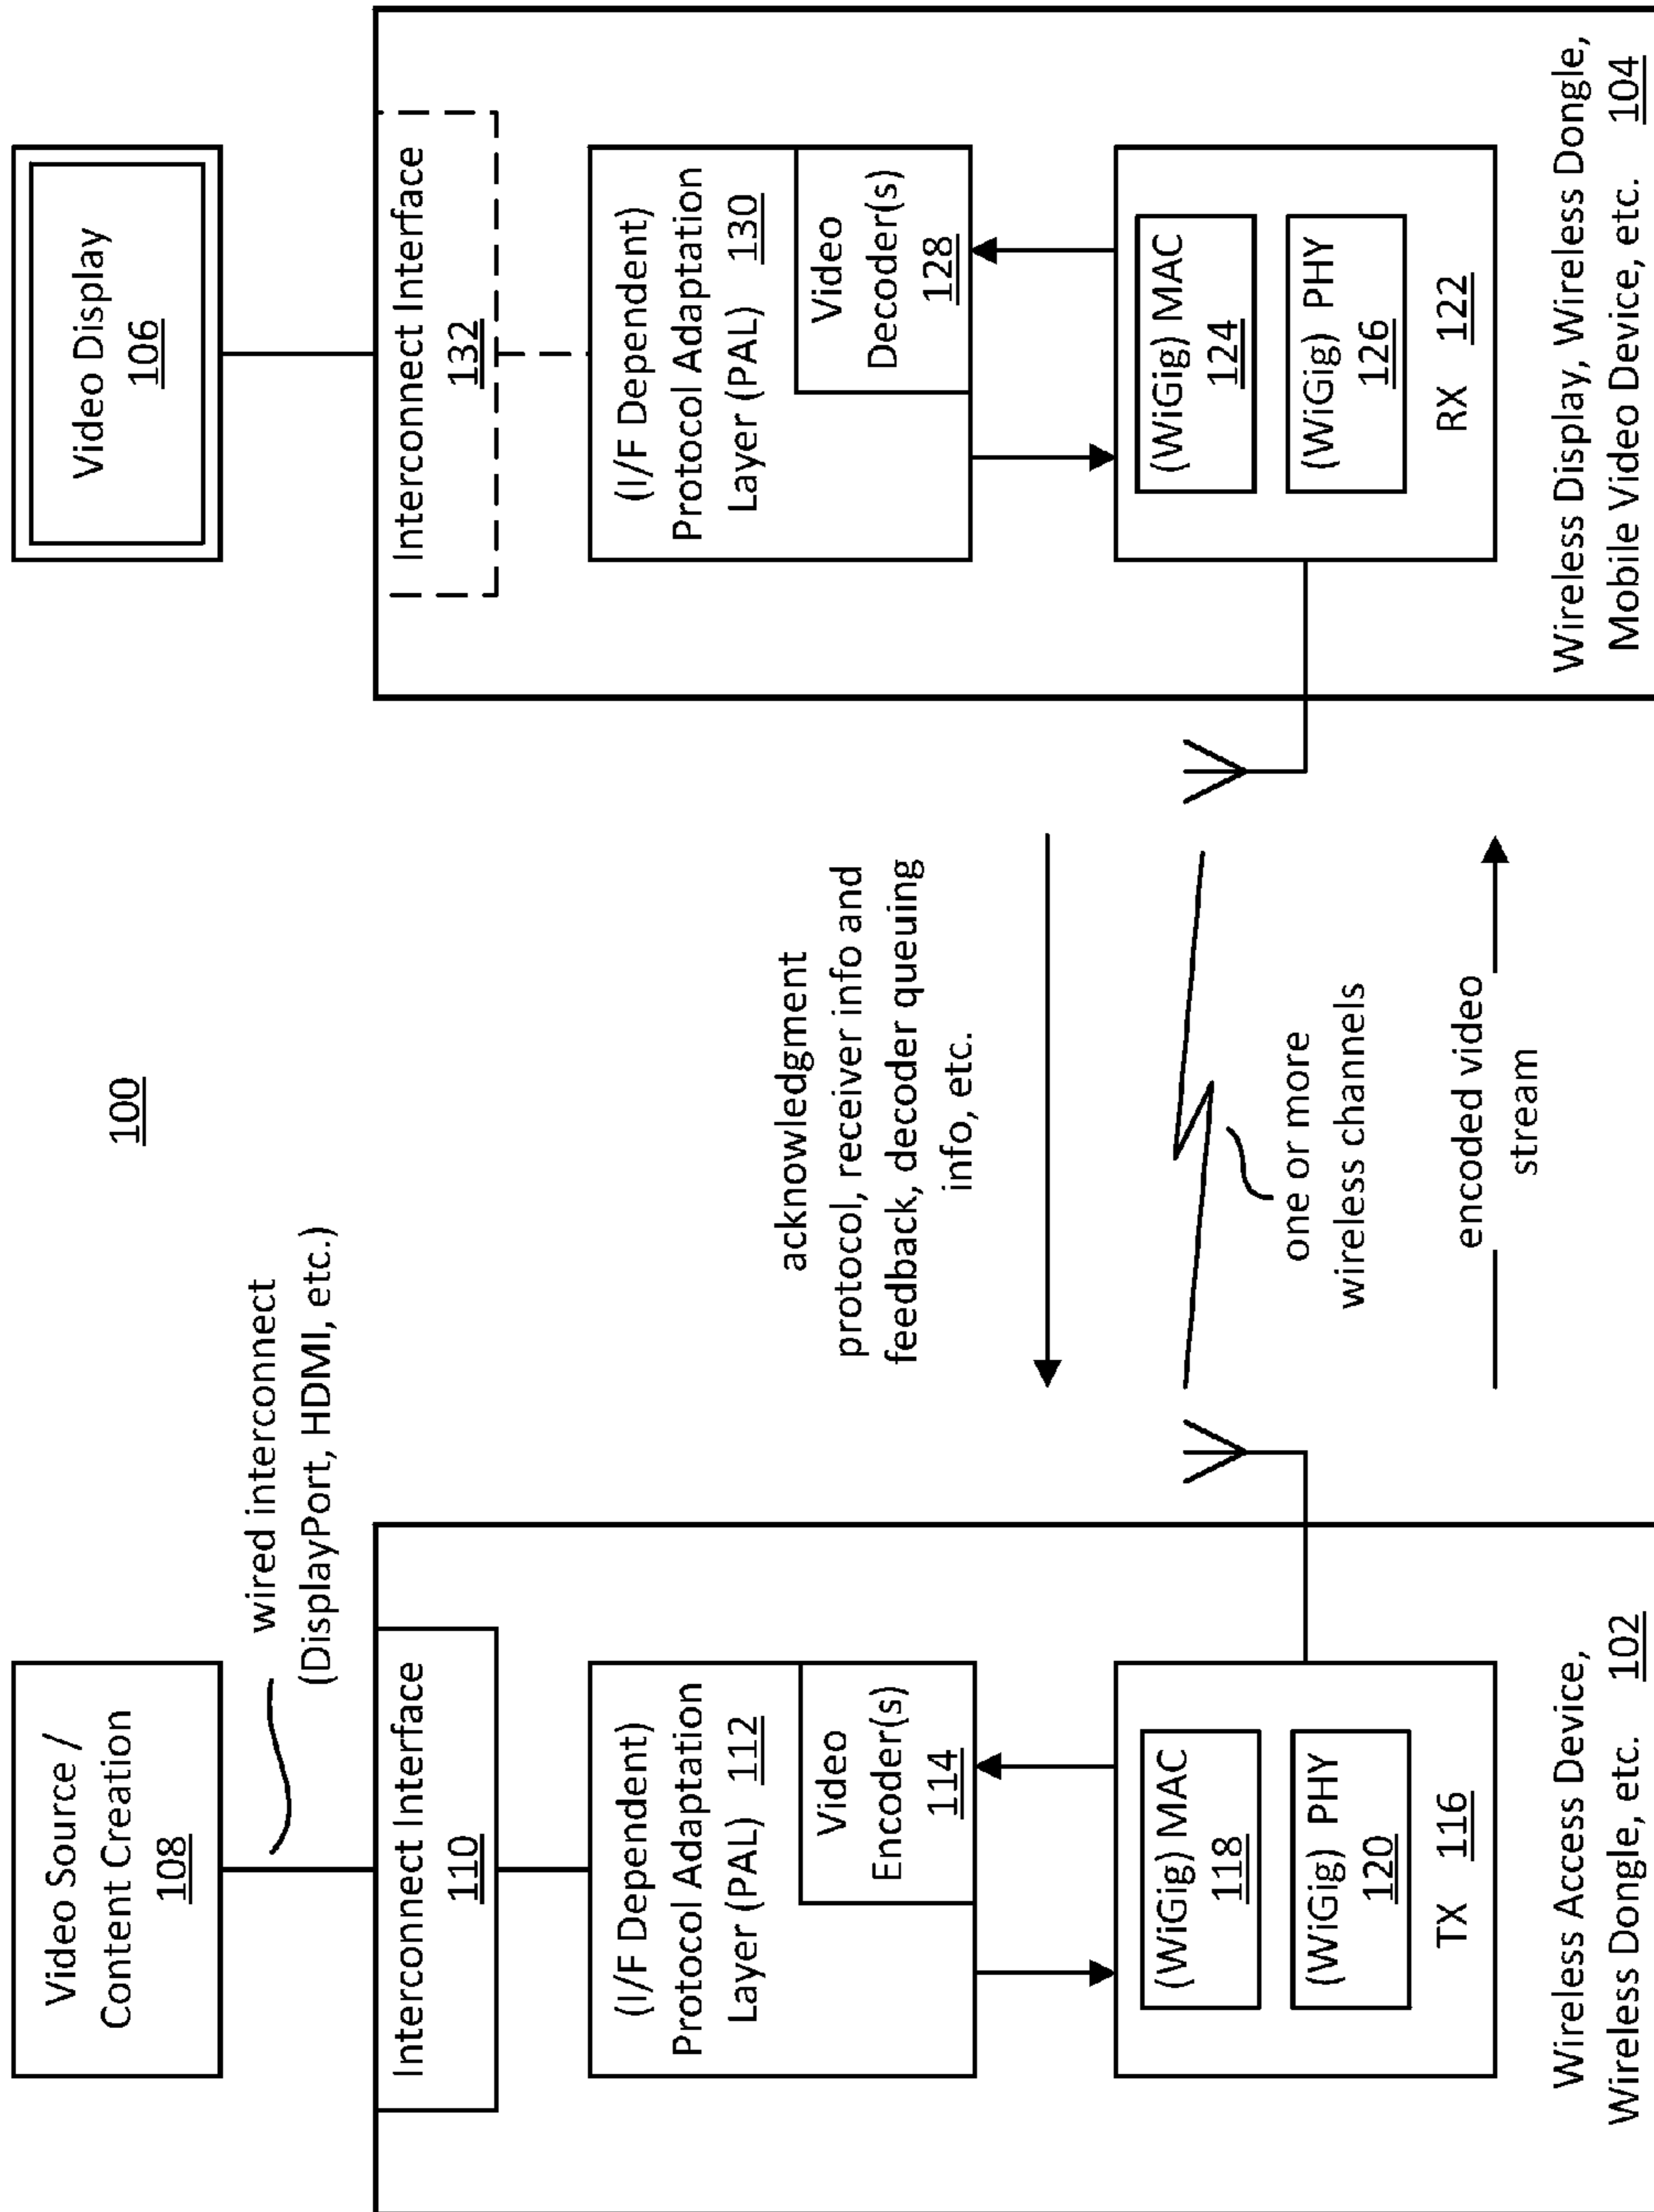 100
Video Source /
Content Creation
108
wired interconnect
(DisplayPort, HDMI, etc.)
Interconnect Interface
110
(I/F Dependent)
Protocol Adaptation
Layer (PAL) 112
Video
Encoder(s)
114
(WiGig) MAC
118
(WiGig) PHY
120
TX 116
Wireless Access Device,
Wireless Dongle, etc. 102
acknowledgment
protocol, receiver info and
feedback, decoder queuing
info, etc.
one or more
wireless channels
encoded video
stream
Video Display
106
Interconnect Interface
132
(I/F Dependent)
Protocol Adaptation
Layer (PAL) 130
Video
Decoder(s)
128
(WiGig) MAC
124
(WiGig) PHY
126
RX 122
Wireless Display, Wireless Dongle,
Mobile Video Device, etc. 104